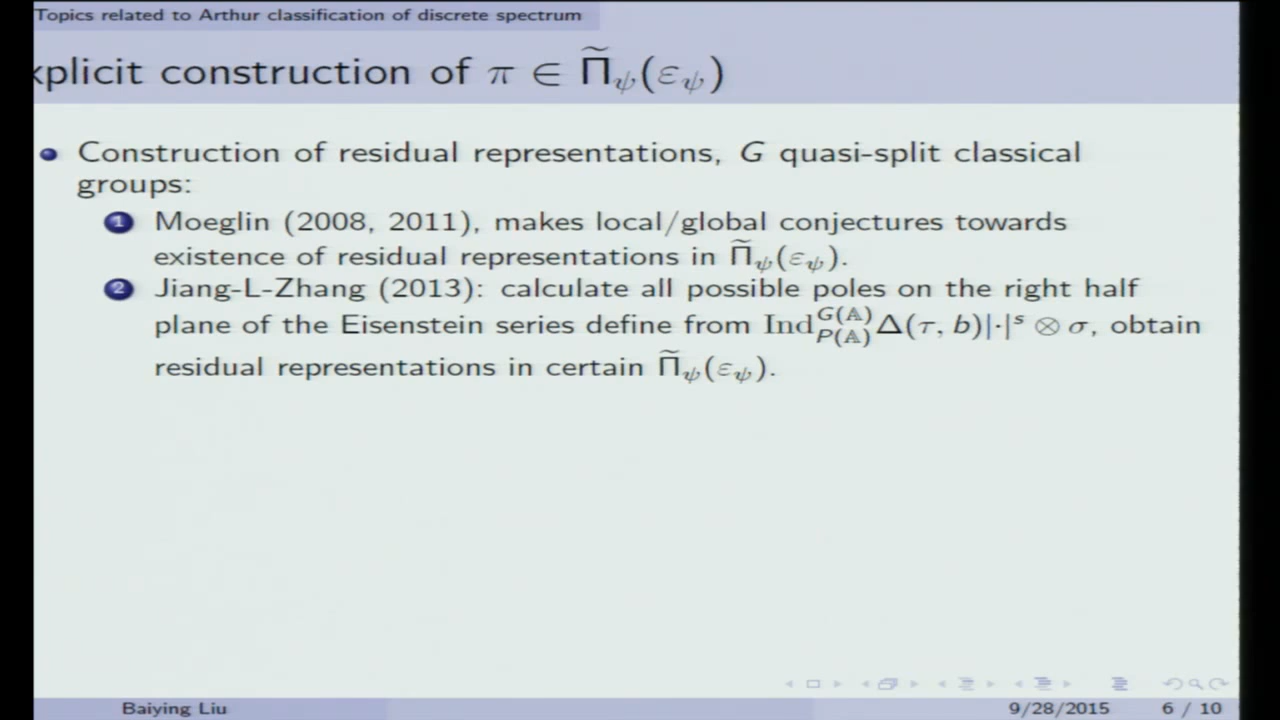 Topics related to Arthur classification of discrete spectrum
xplicit construction of π ∈ Π̃_ψ(ε_ψ)
Construction of residual representations, G quasi-split classical
groups:
1 Moeglin (2008, 2011), makes local/global conjectures towards
existence of residual representations in Π̃_ψ(ε_ψ).
2 Jiang-L-Zhang (2013): calculate all possible poles on the right half
plane of the Eisenstein series define from Ind^{G(𝔸)}_{P(𝔸)}Δ(τ, b)|·|^s ⊗ σ, obtain
residual representations in certain Π̃_ψ(ε_ψ).
Baiying Liu 9/28/2015 6 / 10